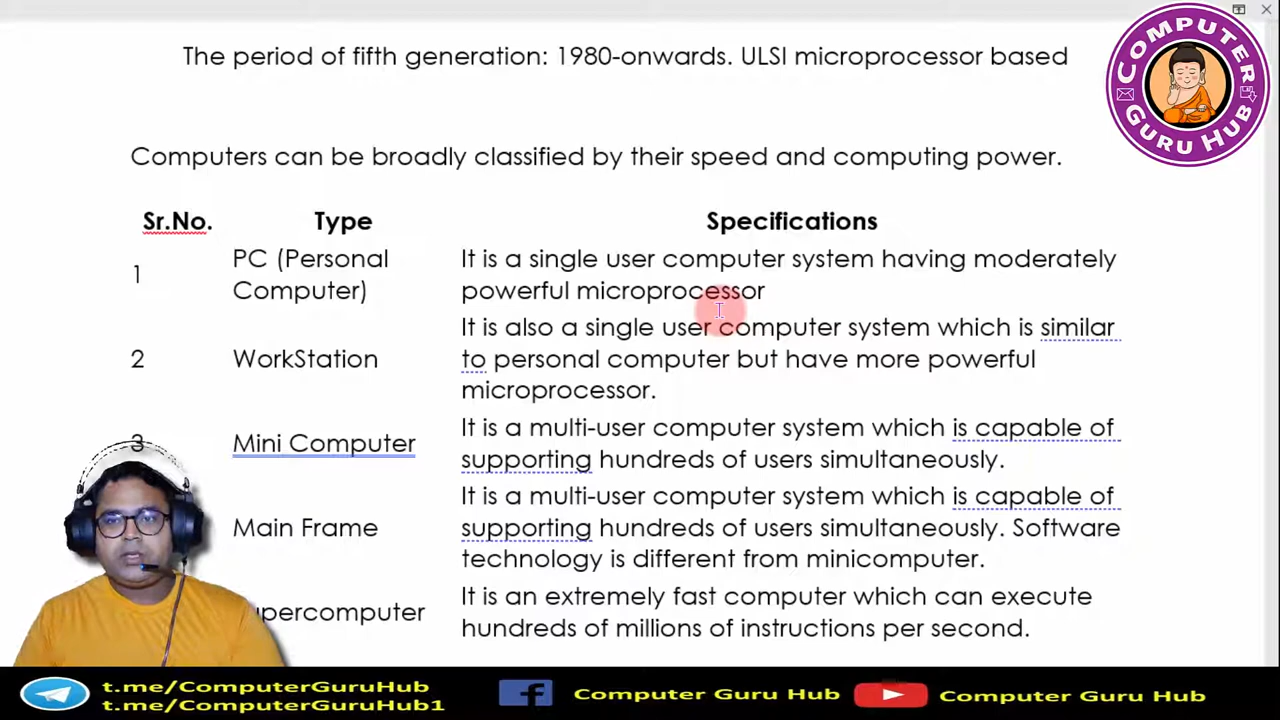 The period of fifth generation: 1980-onwards. ULSI microprocessor based
COMPUTER
GURU HUB
Computers can be broadly classified by their speed and computing power.
Sr.No. Type Specifications
1 PC (Personal Computer) It is a single user computer system having moderately
powerful microprocessor
2 WorkStation It is also a single user computer system which is similar
to personal computer but have more powerful
microprocessor.
3 Mini Computer It is a multi-user computer system which is capable of
supporting hundreds of users simultaneously.
Main Frame It is a multi-user computer system which is capable of
supporting hundreds of users simultaneously. Software
technology is different from minicomputer.
upercomputer It is an extremely fast computer which can execute
hundreds of millions of instructions per second.
t.me/ComputerGuruHub
t.me/ComputerGuruHub1
Computer Guru Hub
Computer Guru Hub